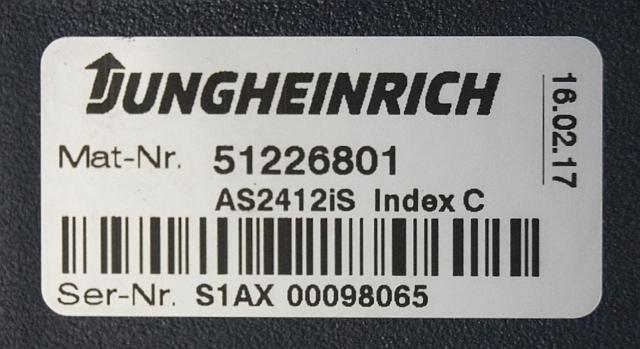 JUNGHEINRICH
Mat-Nr. 51226801
AS2412iS Index C
Ser-Nr. S1AX 00098065
16.02.17